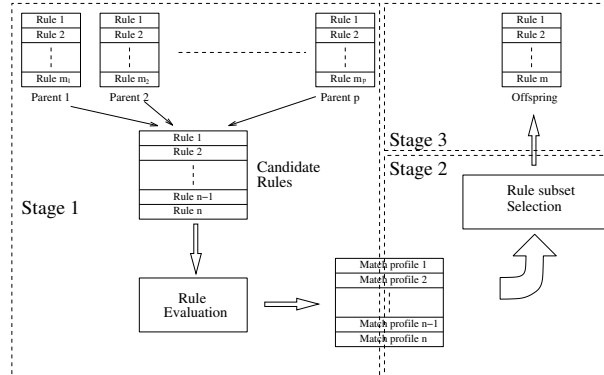 Rule 1
Rule 2
Rule m₁
Parent 1
Rule 1
Rule 2
Rule m₂
Parent 2
Rule 1
Rule 2
Rule mₚ
Parent p
Rule 1
Rule 2
Rule n−1
Rule n
Candidate
Rules
Stage 1
Rule
Evaluation
Match profile 1
Match profile 2
Match profile n−1
Match profile n
Stage 2
Rule subset
Selection
Stage 3
Rule 1
Rule 2
Rule m
Offspring